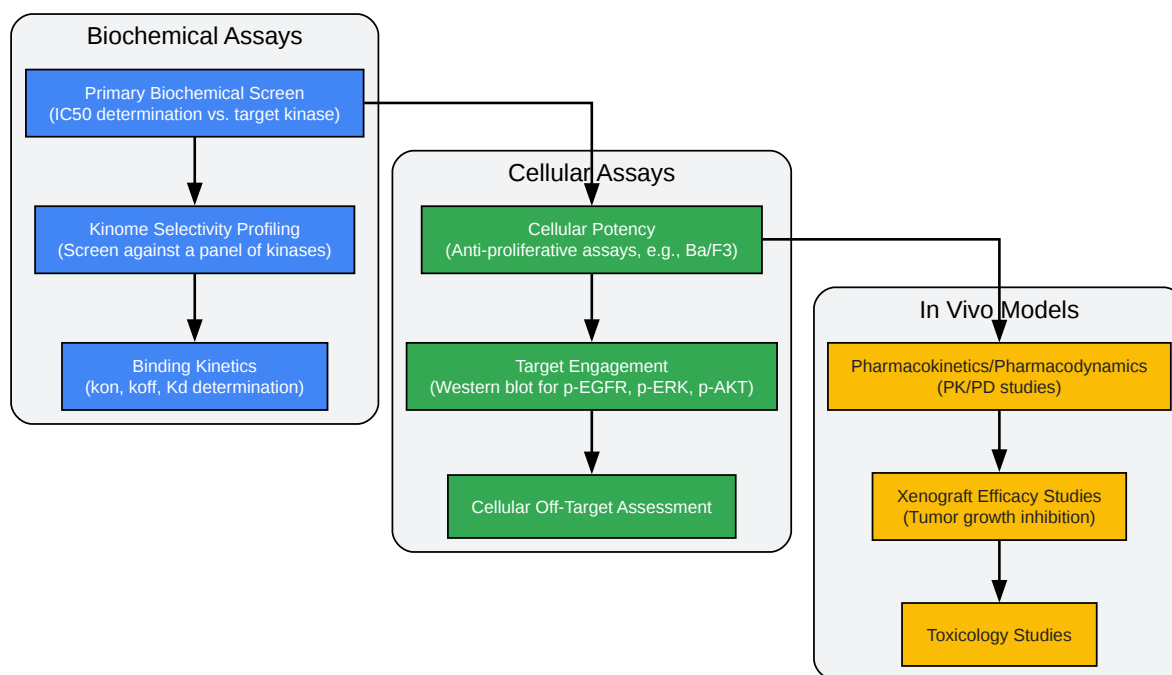 Biochemical Assays
Primary Biochemical Screen
(IC50 determination vs. target kinase)
Kinome Selectivity Profiling
(Screen against a panel of kinases)
Binding Kinetics
(kon, koff, Kd determination)
Cellular Assays
Cellular Potency
(Anti-proliferative assays, e.g., Ba/F3)
Target Engagement
(Western blot for p-EGFR, p-ERK, p-AKT)
Cellular Off-Target Assessment
In Vivo Models
Pharmacokinetics/Pharmacodynamics
(PK/PD studies)
Xenograft Efficacy Studies
(Tumor growth inhibition)
Toxicology Studies